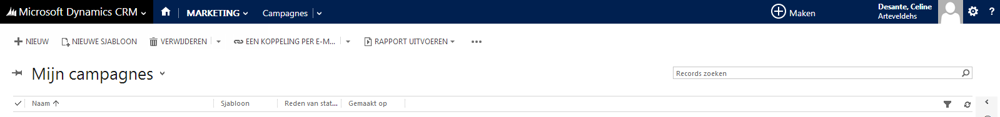 Microsoft Dynamics CRM MARKETING Campagnes Maken Desante, Celine
Arteveldehs ?
NIEUW NIEUWE SJABLOON VERWIJDEREN EEN KOPPELING PER E-M... RAPPORT UITVOEREN ...
Mijn campagnes Records zoeken
Naam Sjabloon Reden van stat... Gemaakt op